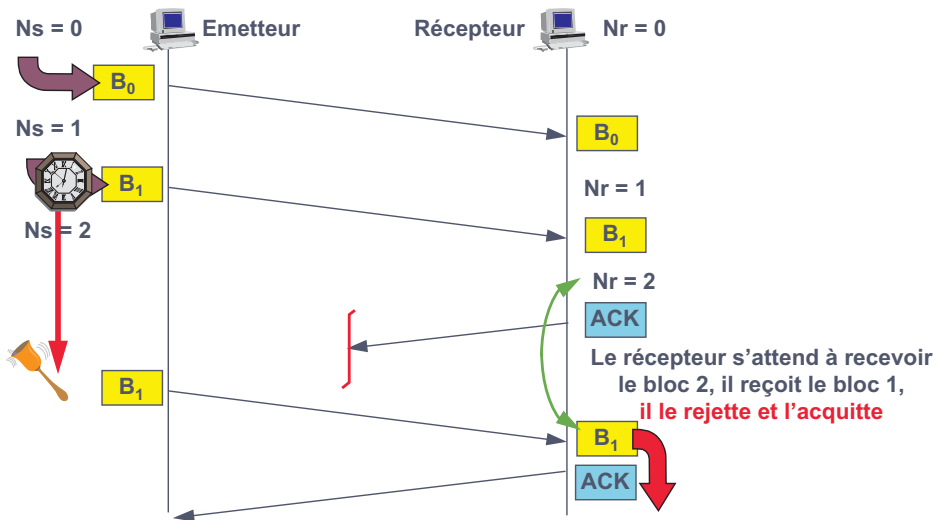 Ns = 0 Emetteur Récepteur Nr = 0
B0
Ns = 1
B0
B1
Nr = 1
Ns = 2
B1
Nr = 2
ACK
Le récepteur s’attend à recevoir
le bloc 2, il reçoit le bloc 1,
il le rejette et l’acquitte
B1
B1
ACK